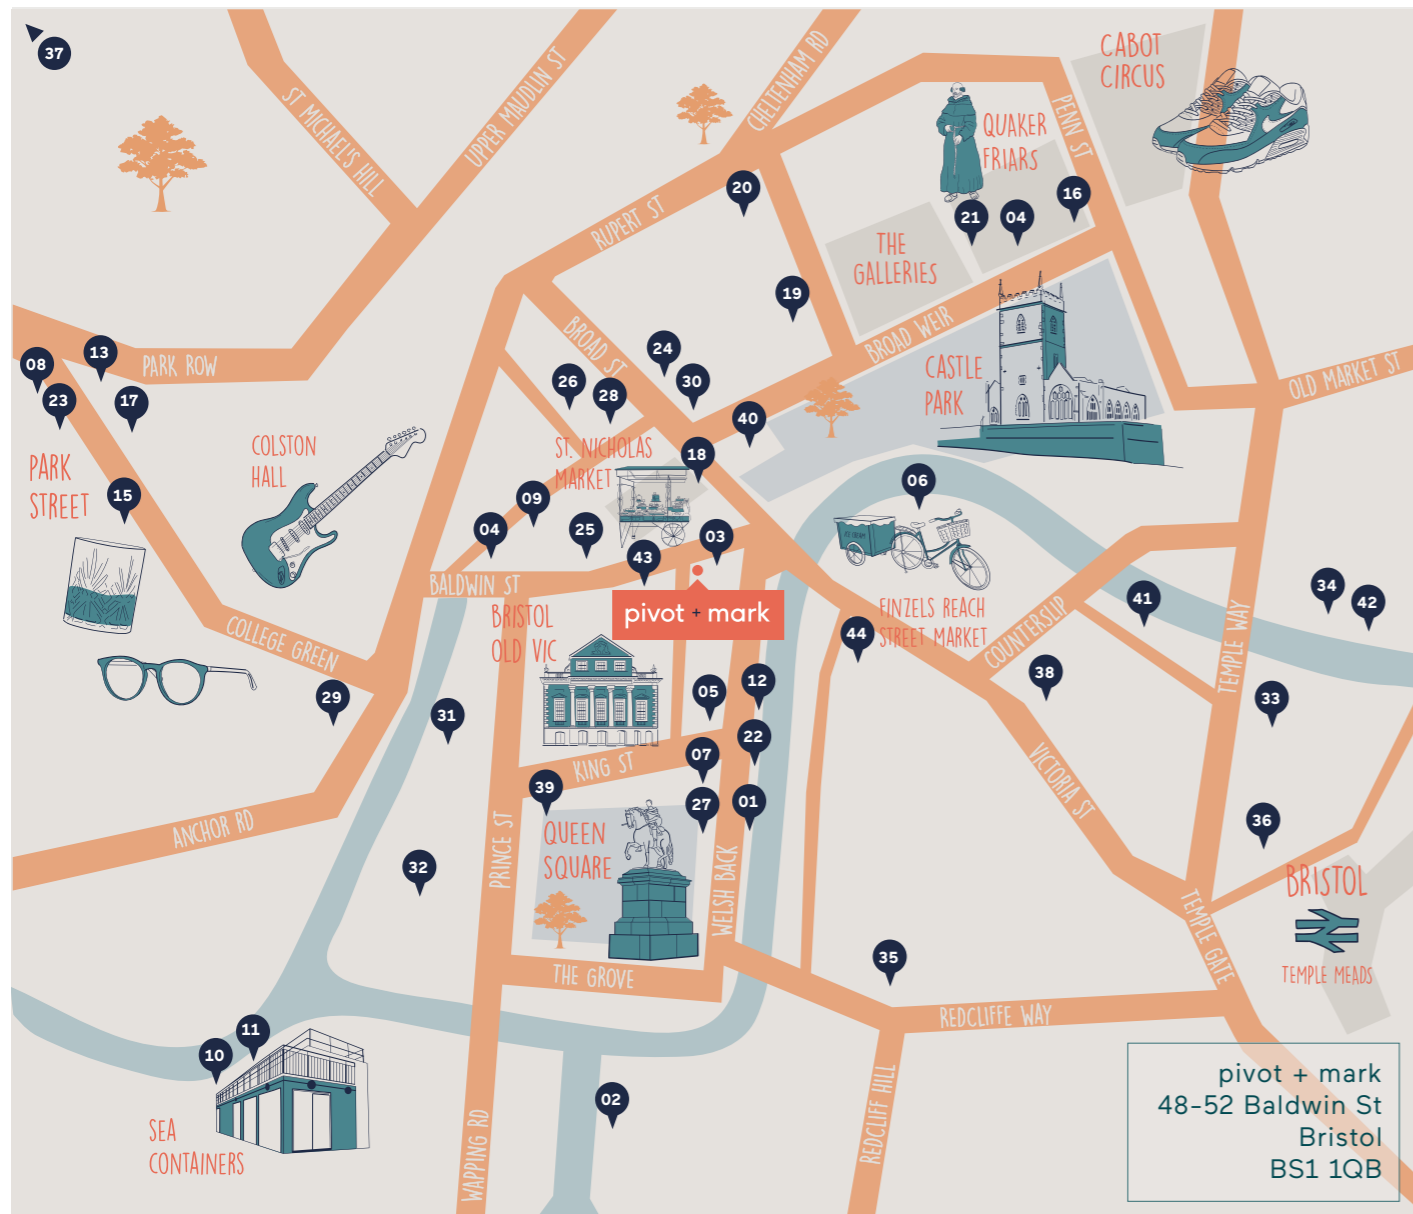 37
ST MICHAEL'S HILL
UPPER MAUDLIN ST
CHELTENHAM RD
PENN ST
CABOT
CIRCUS
QUAKER
FRIARS
20
RUPERT ST
21
04
16
THE
GALLERIES
19
BROAD WEIR
BROAD ST
08
13
PARK ROW
23
17
24
26
28
30
40
CASTLE
PARK
OLD MARKET ST
PARK
STREET
15
COLSTON
HALL
ST. NICHOLAS
MARKET
18
09
04
25
03
43
06
ICE CREAM
BALDWIN ST
pivot + mark
BRISTOL
OLD VIC
FINZELS REACH
STREET MARKET
44
COUNTERSLIP
41
34
42
TEMPLE WAY
COLLEGE GREEN
29
31
05
12
22
38
33
KING ST
07
39
27
01
VICTORIA ST
36
ANCHOR RD
PRINCE ST
QUEEN
SQUARE
WELSH BACK
32
BRISTOL
TEMPLE MEADS
TEMPLE GATE
THE GROVE
35
REDCLIFFE WAY
11
10
SEA
CONTAINERS
02
WAPPING RD
REDCLIFF HILL
pivot + mark
48-52 Baldwin St
Bristol
BS1 1QB